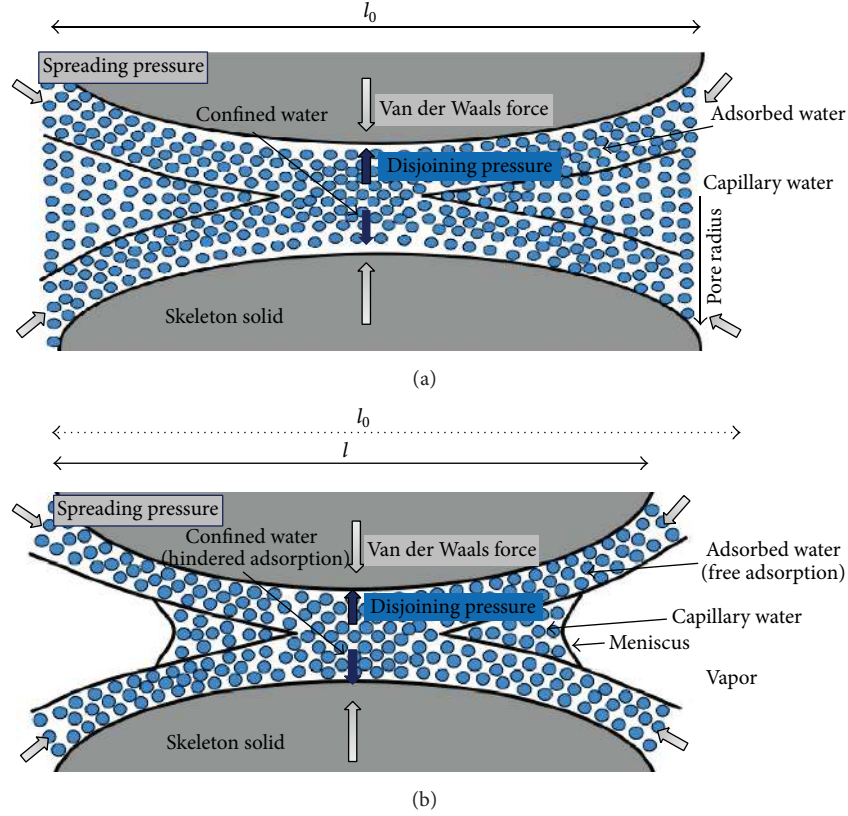 l₀
Spreading pressure
Confined water
Van der Waals force
Adsorbed water
Disjoining pressure
Capillary water
Pore radius
Skeleton solid
(a)
l₀
l
Spreading pressure
Confined water
(hindered adsorption)
Van der Waals force
Adsorbed water
(free adsorption)
Disjoining pressure
Capillary water
Meniscus
Vapor
Skeleton solid
(b)